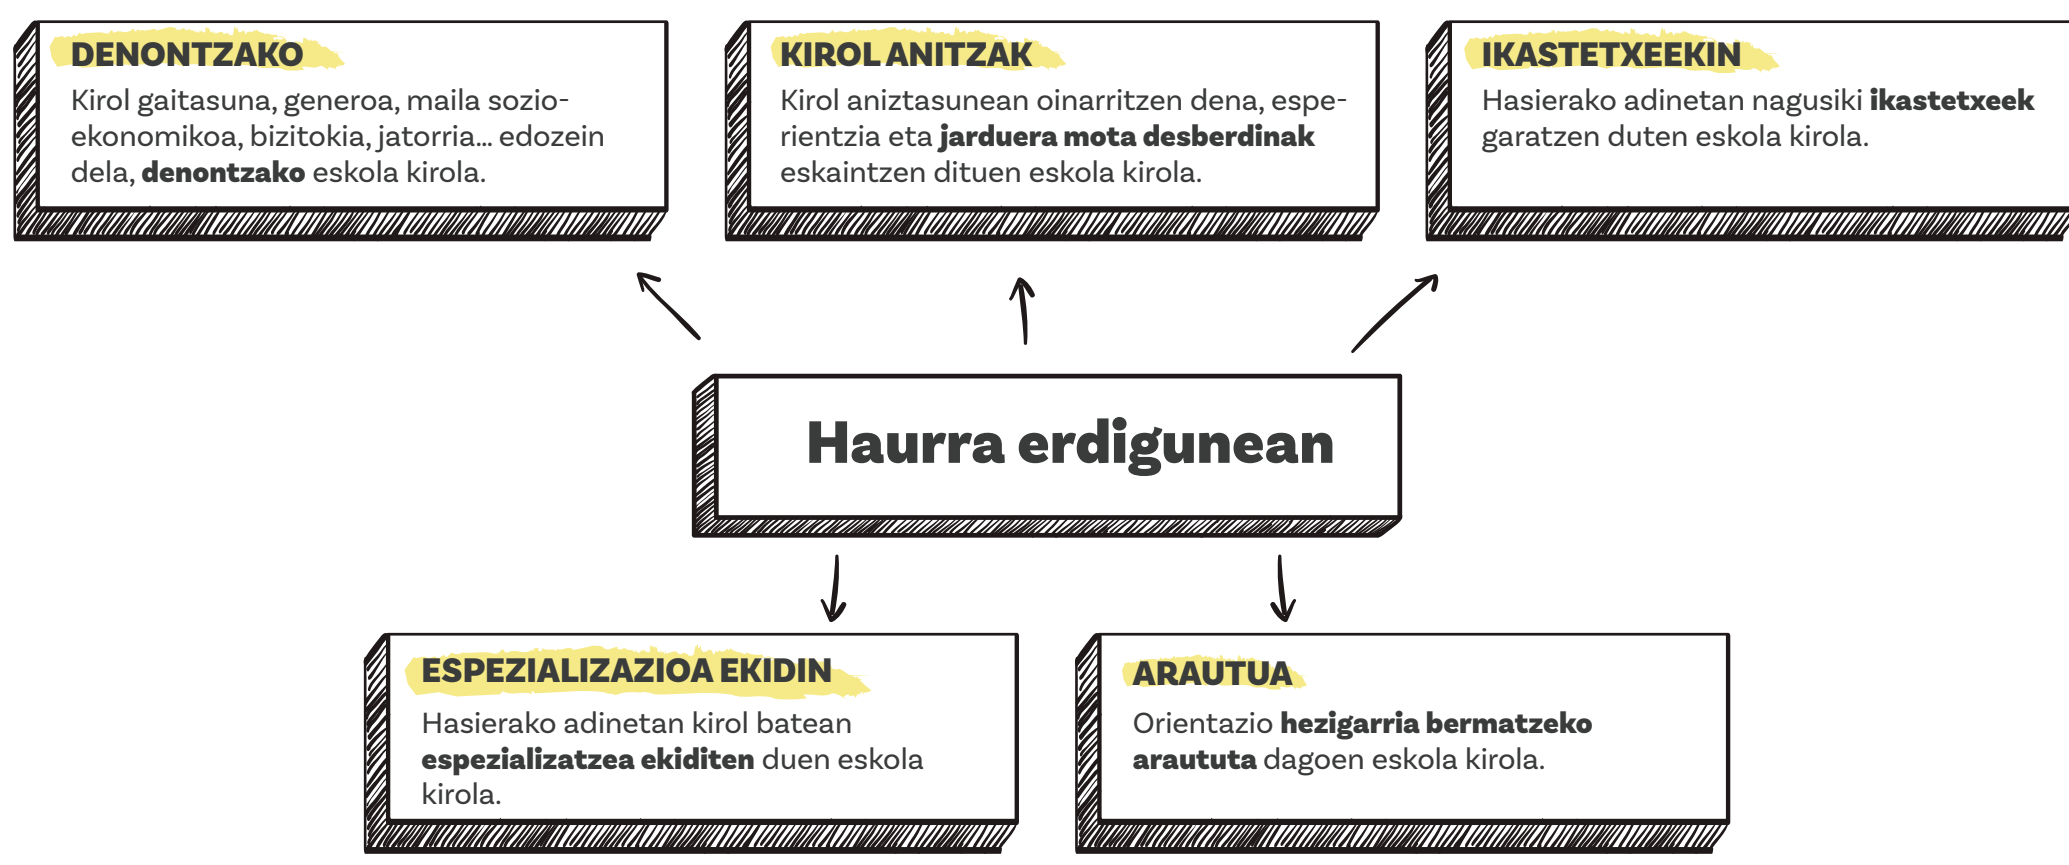 DENONTZAKO
Kirol gaitasuna, generoa, maila sozio-
ekonomikoa, bizitokia, jatorria... edozein
dela, denontzako eskola kirola.
KIROL ANITZAK
Kirol aniztasunean oinarritzen dena, espe-
rientzia eta jarduera mota desberdinak
eskaintzen dituen eskola kirola.
IKASTETXEEKIN
Hasierako adinetan nagusiki ikastetxeek
garatzen duten eskola kirola.
Haurra erdigunean
ESPEZIALIZAZIOA EKIDIN
Hasierako adinetan kirol batean
espezializatzea ekiditen duen eskola
kirola.
ARAUTUA
Orientazio hezigarria bermatzeko
araututa dagoen eskola kirola.